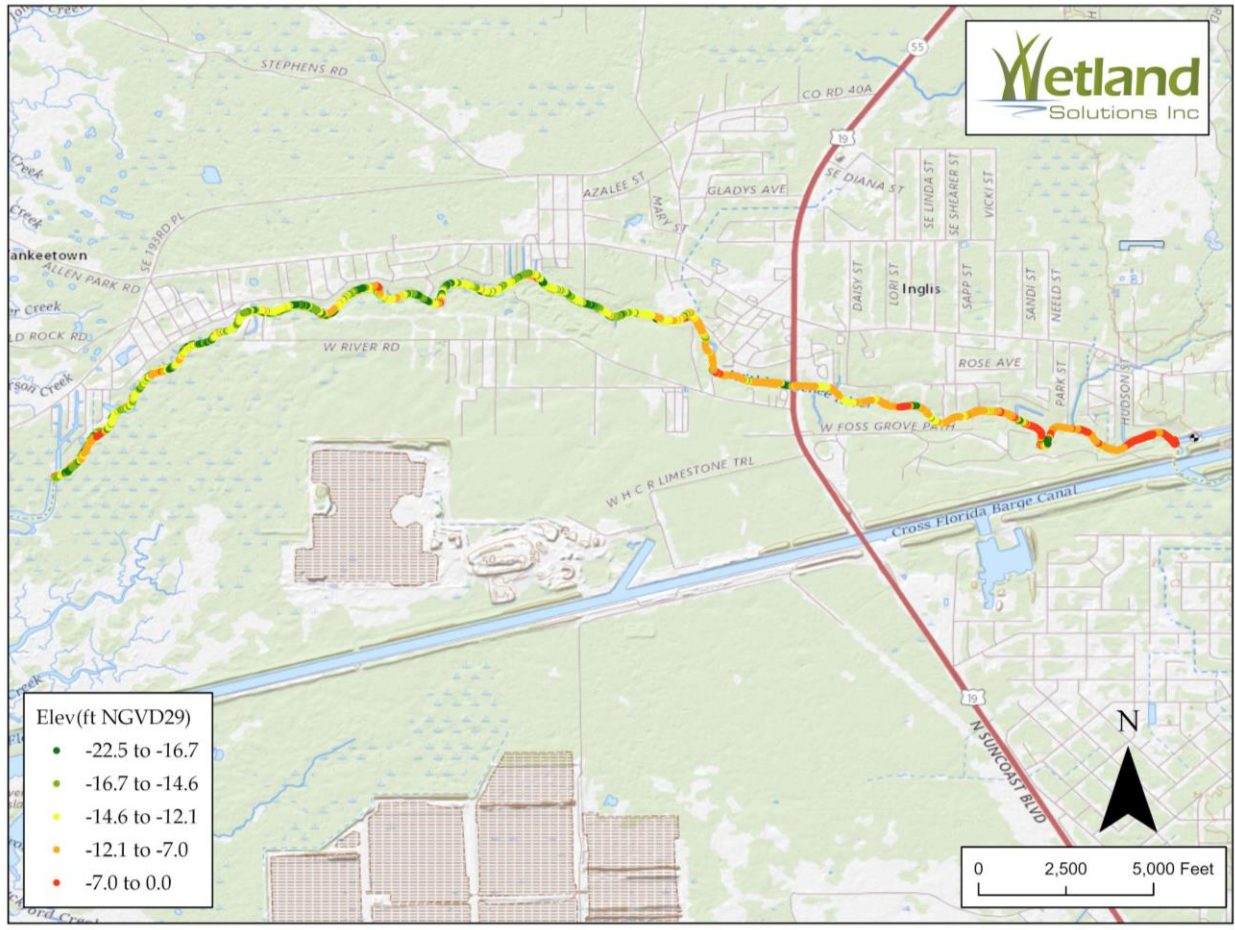 STEPHENS RD
55
CO RD 40A
19
Wetland
Solutions Inc
Creek
Creek
AZALEE ST
MARY ST
GLADYS AVE
SE DIANA ST
SE LINDA ST
SE SHEARER ST
VICKI ST
SE 193RD PL
ankeetown
ALLEN PARK RD
er Creek
D ROCK RD
rson Creek
W RIVER RD
DAISY ST
LORI ST
Inglis
SAPP ST
SANDI ST
NEELD ST
ROSE AVE
PARK ST
HUDSON ST
W FOSS GROVE PATH
W H C R LIMESTONE TRL
Cross Florida Barge Canal
Creek
19
N SUNCOAST BLVD
Elev(ft NGVD29)
-22.5 to -16.7
-16.7 to -14.6
-14.6 to -12.1
-12.1 to -7.0
-7.0 to 0.0
N
0 2,500 5,000 Feet